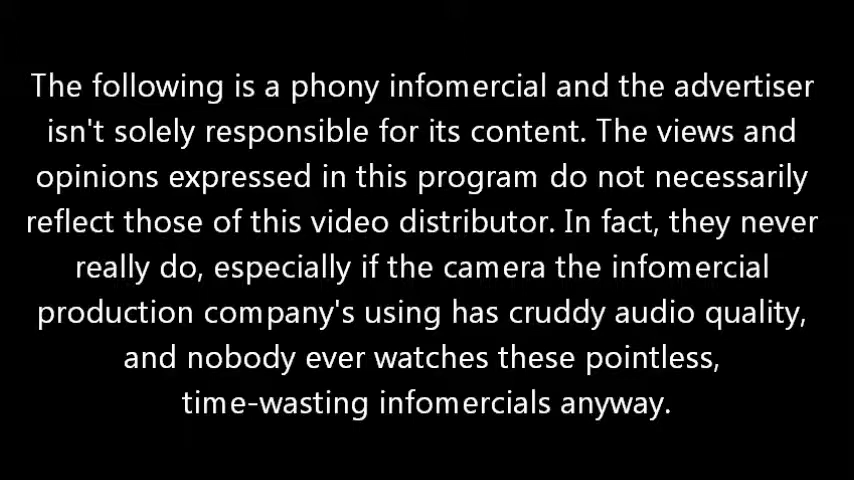 The following is a phony infomercial and the advertiser
isn't solely responsible for its content. The views and
opinions expressed in this program do not necessarily
reflect those of this video distributor. In fact, they never
really do, especially if the camera the infomercial
production company's using has cruddy audio quality,
and nobody ever watches these pointless,
time-wasting infomercials anyway.